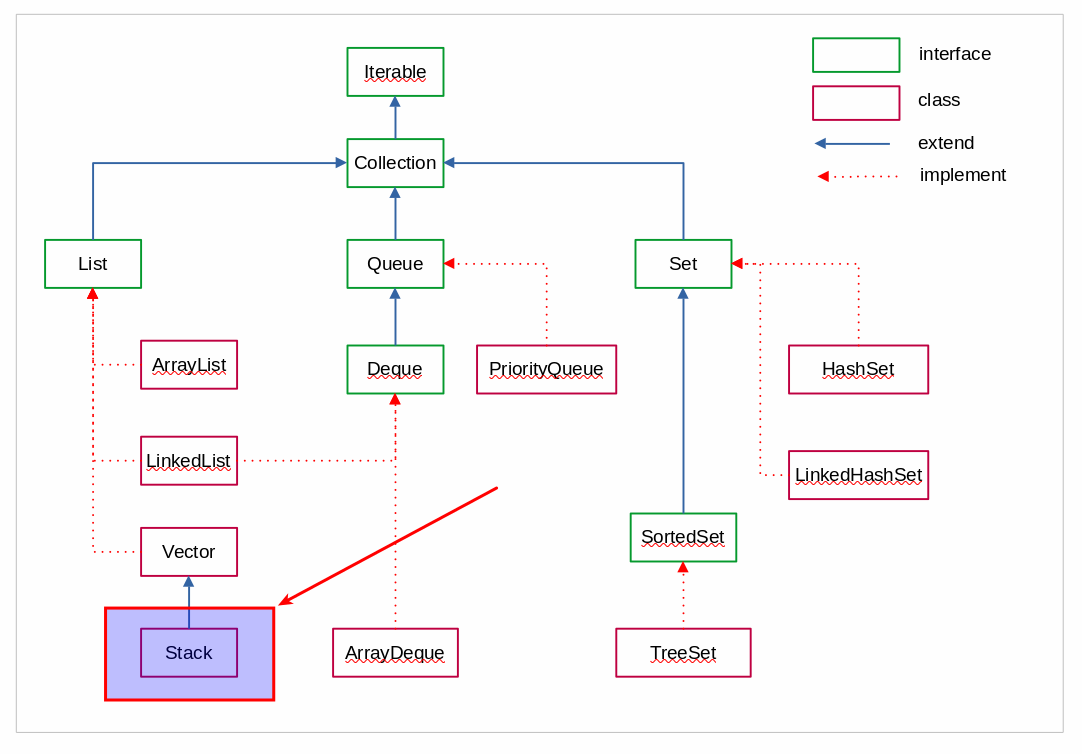 Iterable
interface
class
extend
implement
Collection
List
Queue
Set
ArrayList
Deque
PriorityQueue
HashSet
LinkedList
LinkedHashSet
Vector
SortedSet
Stack
ArrayDeque
TreeSet